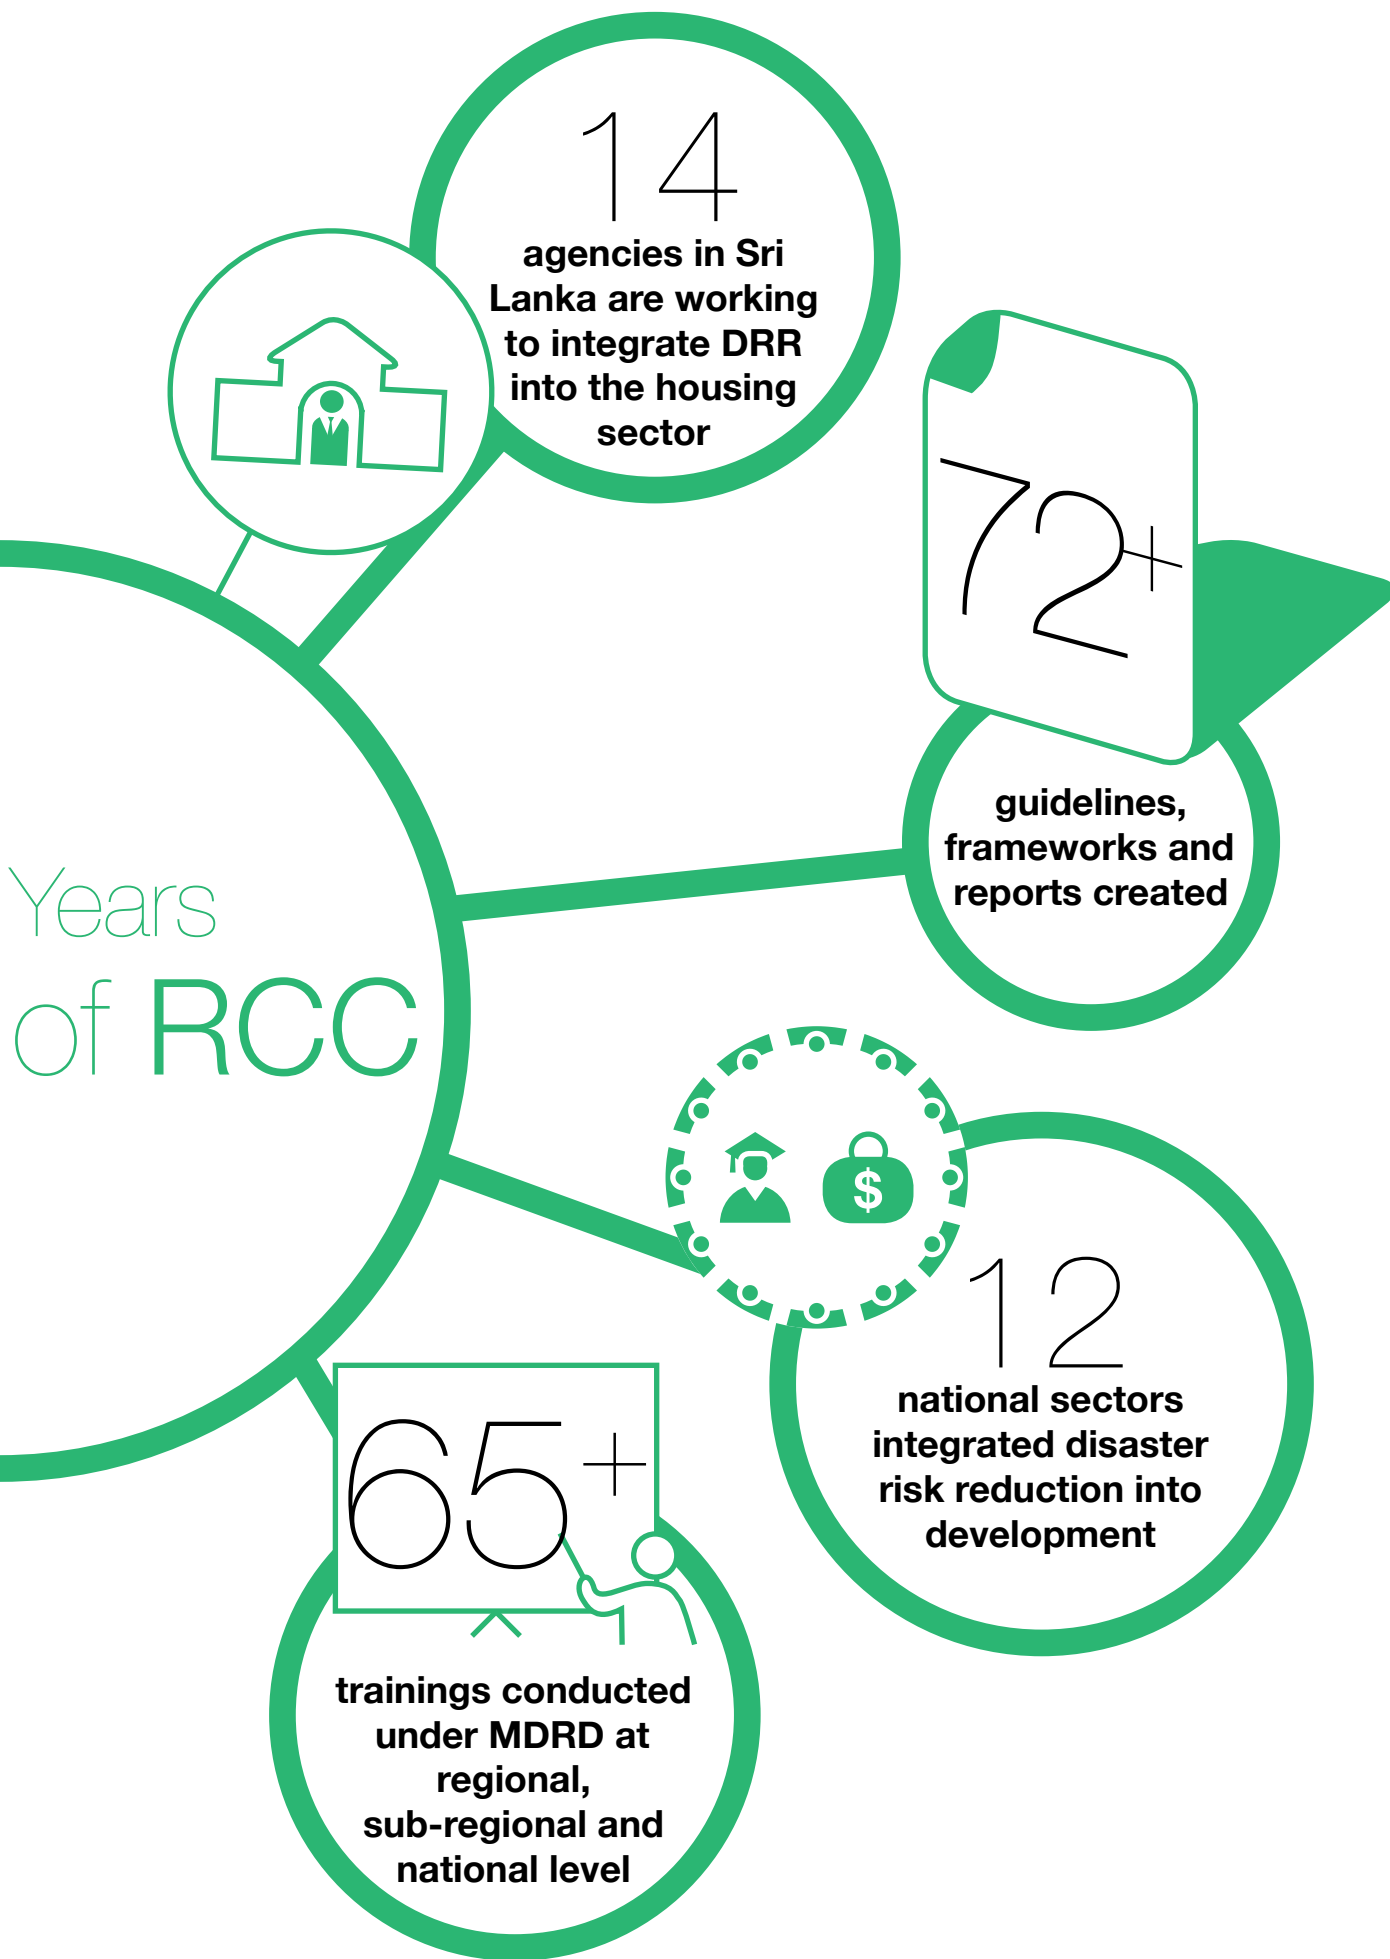 14
agencies in Sri
Lanka are working
to integrate DRR
into the housing
sector
72+
guidelines,
frameworks and
reports created
Years
of RCC
$
12
national sectors
integrated disaster
risk reduction into
development
65+
trainings conducted
under MDRD at
regional,
sub-regional and
national level